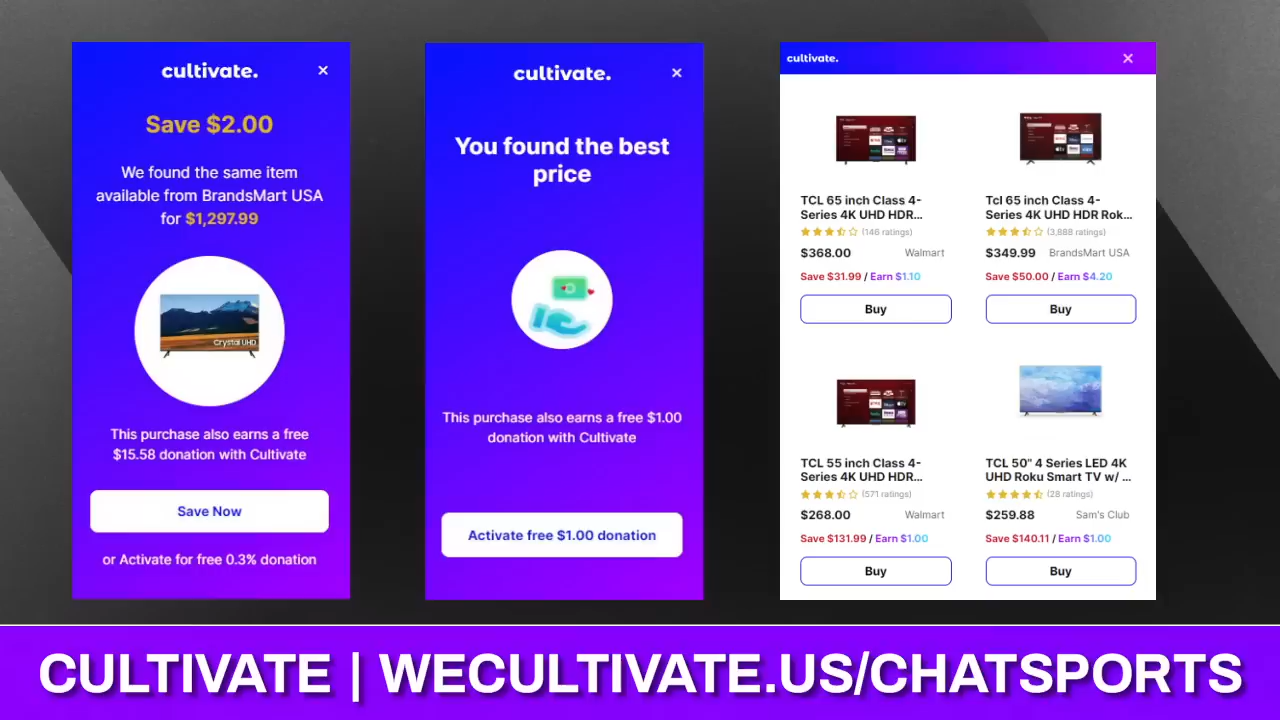 cultivate.
Save $2.00
We found the same item
available from BrandsMart USA
for $1,297.99
Crystal UHD
This purchase also earns a free
$15.58 donation with Cultivate
Save Now
or Activate for free 0.3% donation
cultivate.
You found the best
price
This purchase also earns a free $1.00
donation with Cultivate
Activate free $1.00 donation
cultivate.
TCL 65 inch Class 4-
Series 4K UHD HDR...
(146 ratings)
$368.00 Walmart
Save $31.99 / Earn $1.10
Buy
Tcl 65 inch Class 4-
Series 4K UHD HDR Rok...
(3,888 ratings)
$349.99 BrandsMart USA
Save $50.00 / Earn $4.20
Buy
TCL 55 inch Class 4-
Series 4K UHD HDR...
(571 ratings)
$268.00 Walmart
Save $131.99 / Earn $1.00
Buy
TCL 50" 4 Series LED 4K
UHD Roku Smart TV w/ ...
(28 ratings)
$259.88 Sam's Club
Save $140.11 / Earn $1.00
Buy
CULTIVATE | WECULTIVATE.US/CHATSPORTS